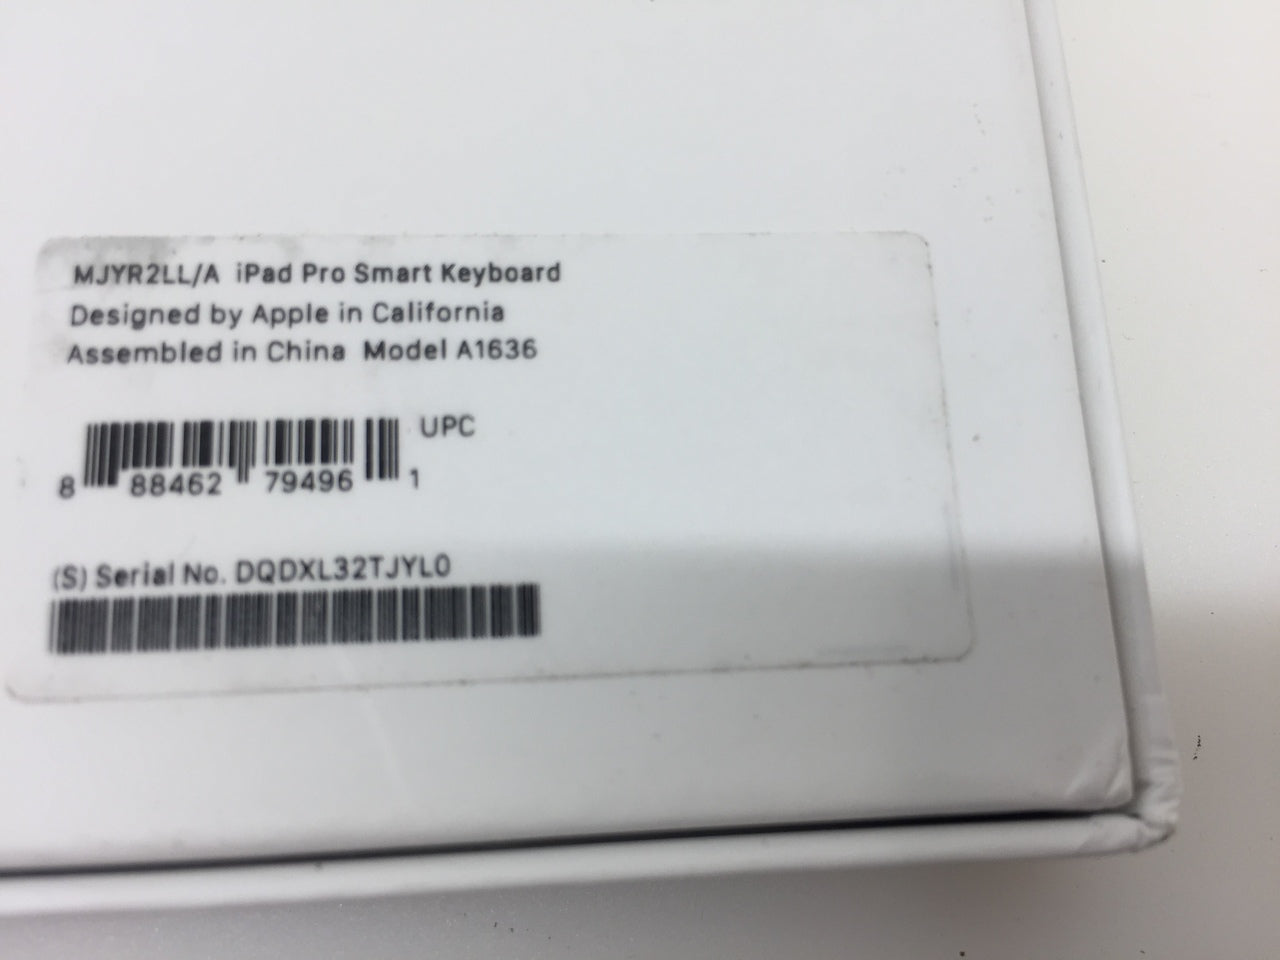 MJYR2LL/A iPad Pro Smart Keyboard
Designed by Apple in California
Assembled in China Model A1636
UPC
8 88462 79496 1
(S) Serial No. DQDXL32TJYL0